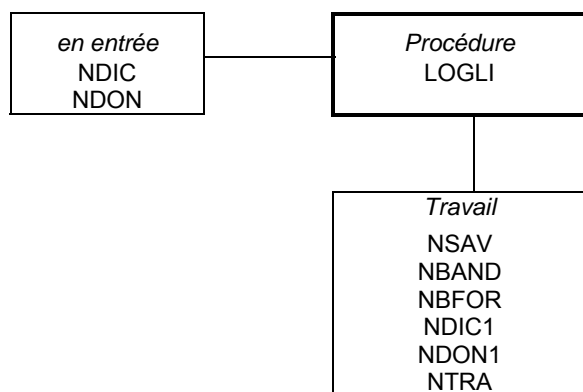 en entrée
NDIC
NDON
Procédure
LOGLI
Travail
NSAV
NBAND
NBFOR
NDIC1
NDON1
NTRA